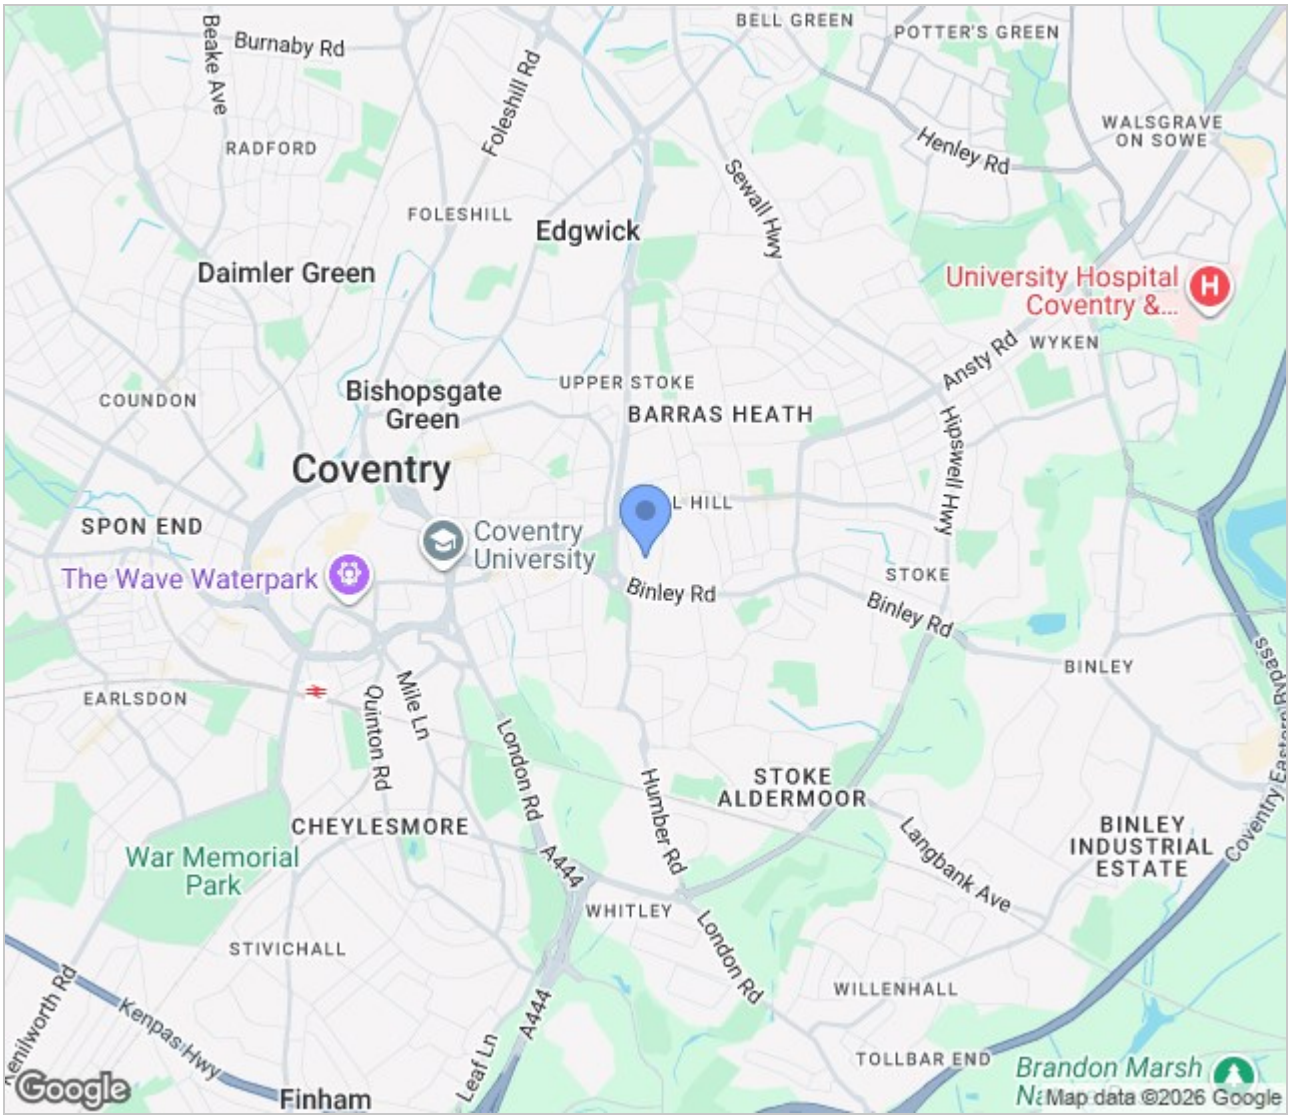 BELL GREEN
POTTER'S GREEN
Beake Ave
Burnaby Rd
Foleshill Rd
WALSGRAVE
ON SOWE
Henley Rd
RADFORD
Sewall Hwy
FOLESHILL
Edgwick
Daimler Green
University Hospital
Coventry &...
H
WYKEN
Ansty Rd
UPPER STOKE
Bishopsgate
Green
COUNDON
BARRAS HEATH
Hipswell Hwy
Coventry
L HILL
SPON END
Coventry
University
The Wave Waterpark
STOKE
Binley Rd
Binley Rd
BINLEY
Coventry Eastern Bypass
EARLSDON
Quinton Rd
Mile Ln
London Rd
Humber Rd
STOKE
ALDERMOOR
CHEYLESMORE
Langbank Ave
BINLEY
INDUSTRIAL
ESTATE
War Memorial
Park
A444
WHITLEY
London Rd
STIVICHALL
WILLENHALL
Kenilworth Rd
Kenpas Hwy
A444
Leaf Ln
TOLLBAR END
Brandon Marsh
Finham
Google
Map data ©2026 Google